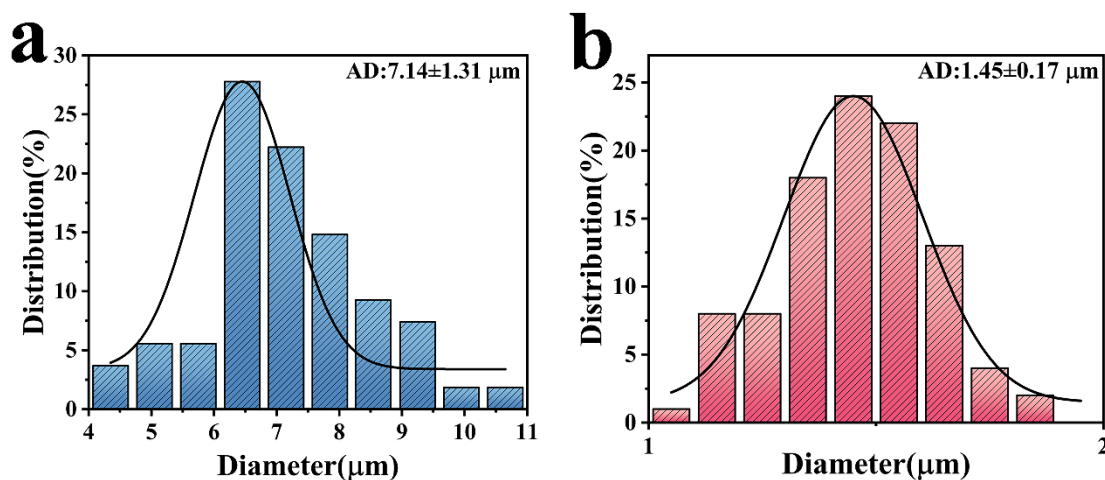 a
AD:7.14±1.31 μm
Distribution(%)
30
25
20
15
10
5
0
4 5 6 7 8 9 10 11
Diameter(μm)
b
AD:1.45±0.17 μm
Distribution(%)
25
20
15
10
5
0
1 2
Diameter(μm)